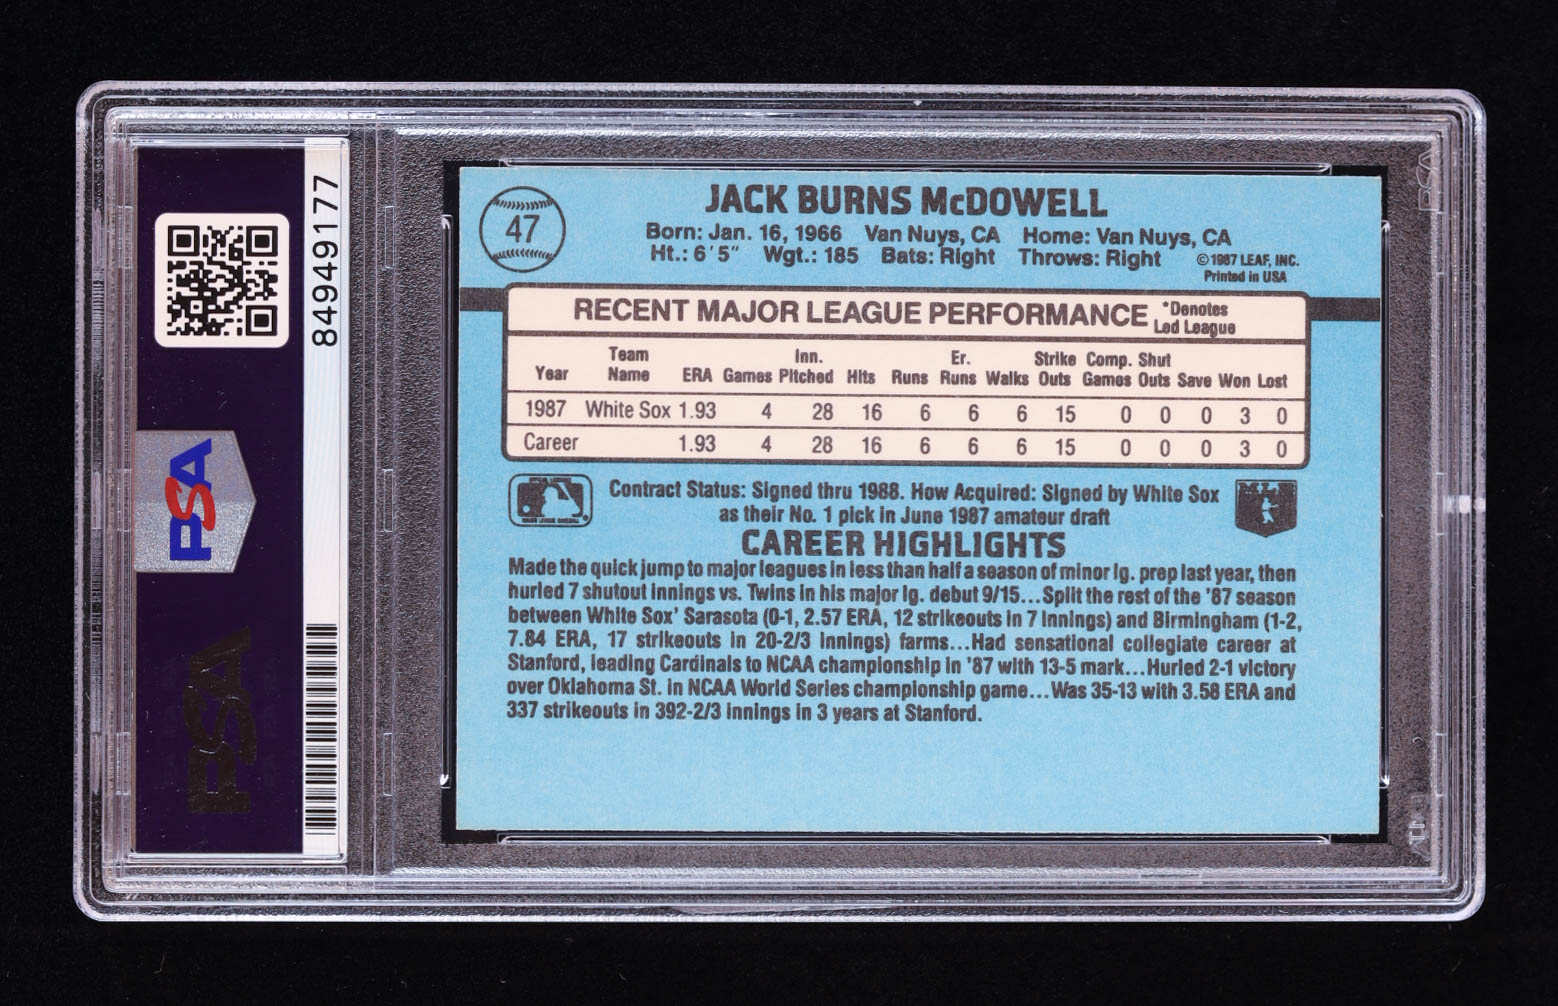 84949177
PSA
PSA
47
JACK BURNS McDOWELL
Born: Jan. 16, 1966 Van Nuys, CA Home: Van Nuys, CA
Ht.: 6'5" Wgt.: 185 Bats: Right Throws: Right
©1987 LEAF, INC.
Printed in USA
RECENT MAJOR LEAGUE PERFORMANCE *Denotes
Led League
Team Inn. Er. Strike Comp. Shut
Year Name ERA Games Pitched Hits Runs Runs Walks Outs Games Outs Save Won Lost
1987 White Sox 1.93 4 28 16 6 6 6 15 0 0 0 3 0
Career 1.93 4 28 16 6 6 6 15 0 0 0 3 0
Contract Status: Signed thru 1988. How Acquired: Signed by White Sox
as their No. 1 pick in June 1987 amateur draft
CAREER HIGHLIGHTS
Made the quick jump to major leagues in less than half a season of minor lg. prep last year, then
hurled 7 shutout innings vs. Twins in his major lg. debut 9/15...Split the rest of the '87 season
between White Sox' Sarasota (0-1, 2.57 ERA, 12 strikeouts in 7 innings) and Birmingham (1-2,
7.84 ERA, 17 strikeouts in 20-2/3 innings) farms...Had sensational collegiate career at
Stanford, leading Cardinals to NCAA championship in '87 with 13-5 mark...Hurled 2-1 victory
over Oklahoma St. in NCAA World Series championship game...Was 35-13 with 3.58 ERA and
337 strikeouts in 392-2/3 innings in 3 years at Stanford.